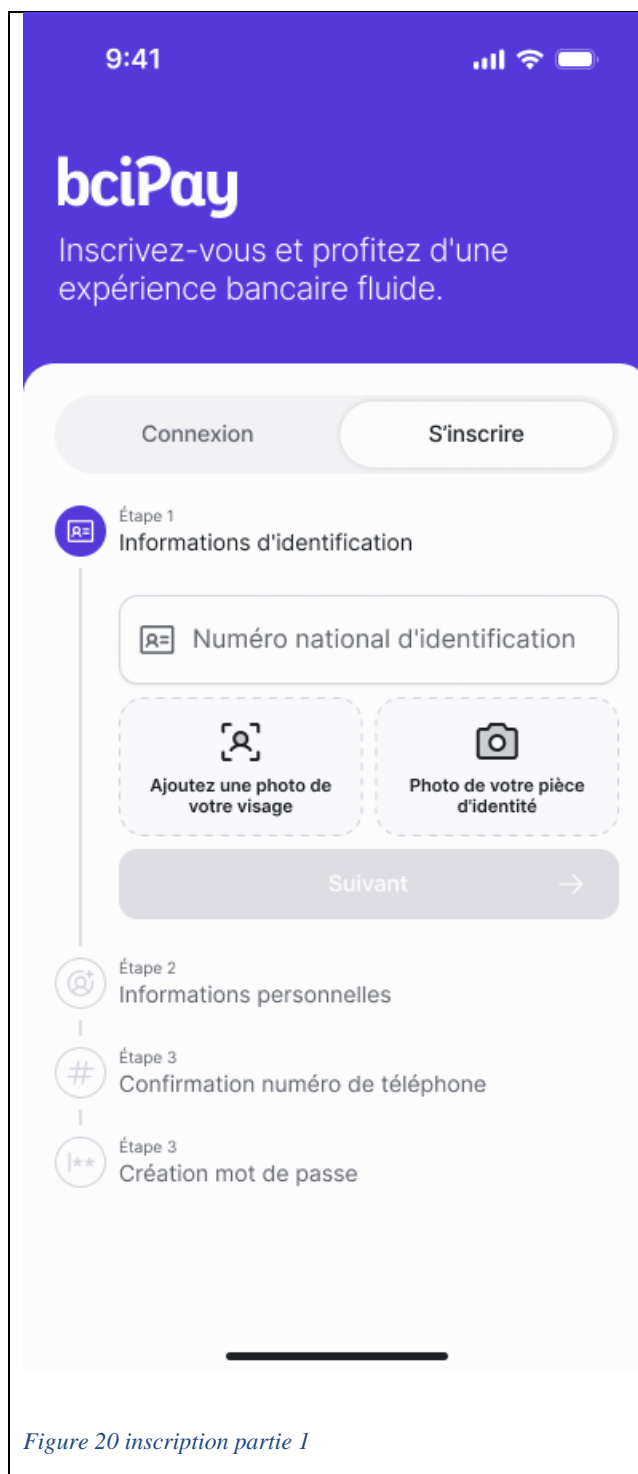 9:41
bciPay
Inscrivez-vous et profitez d'une
expérience bancaire fluide.
Connexion
S'inscrire
Étape 1
Informations d'identification
Numéro national d'identification
Ajoutez une photo de
votre visage
Photo de votre pièce
d'identité
Suivant
Étape 2
Informations personnelles
Étape 3
Confirmation numéro de téléphone
Étape 3
Création mot de passe
Figure 20 inscription partie 1